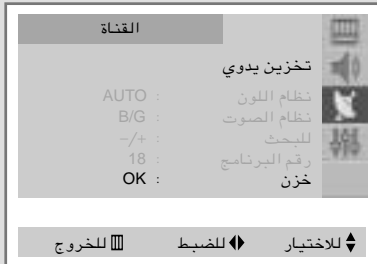 القناة
تخزين يدوي
نظام اللون : AUTO
نظام الصوت : B/G
للبحث : +/−
رقم البرنامج : 18
خزن : OK
للاختيار للضبط للخروج